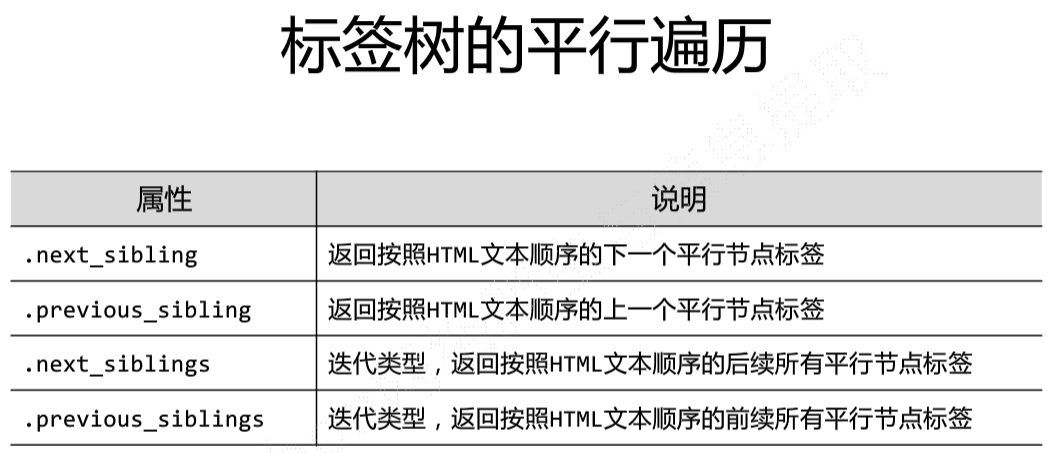 标签树的平行遍历
属性 说明
.next_sibling 返回按照HTML文本顺序的下一个平行节点标签
.previous_sibling 返回按照HTML文本顺序的上一个平行节点标签
.next_siblings 迭代类型，返回按照HTML文本顺序的后续所有平行节点标签
.previous_siblings 迭代类型，返回按照HTML文本顺序的前续所有平行节点标签